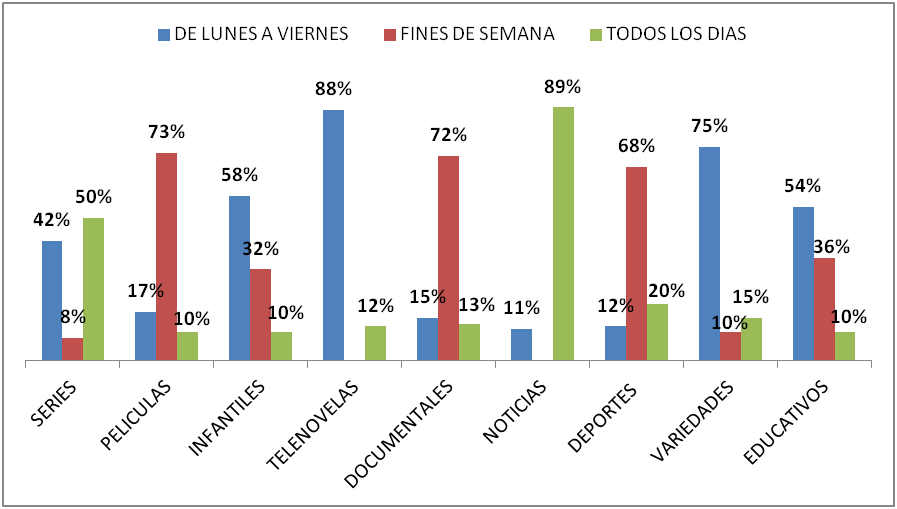 DE LUNES A VIERNES FINES DE SEMANA TODOS LOS DIAS
42% 8% 50%
17% 73% 10%
58% 32% 10%
88% 12%
15% 72% 13%
11% 89%
12% 68% 20%
75% 10% 15%
54% 36% 10%
SERIES
PELICULAS
INFANTILES
TELENOVELAS
DOCUMENTALES
NOTICIAS
DEPORTES
VARIEDADES
EDUCATIVOS